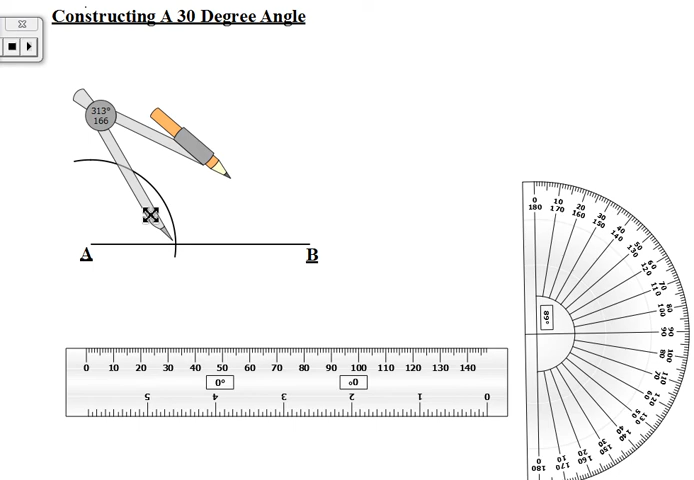 Constructing A 30 Degree Angle
313°
166
A
B
0 10 20 30 40 50 60 70 80 90 100 110 120 130 140
0° 0°
5 4 3 2 1 0
0 10 20 30 40 50 60 70 80 90 100 110 120 130 140 150 160 170 180
180 170 160 150 140 130 120 110 100 90 80 70 60 50 40 30 20 10 0
89°